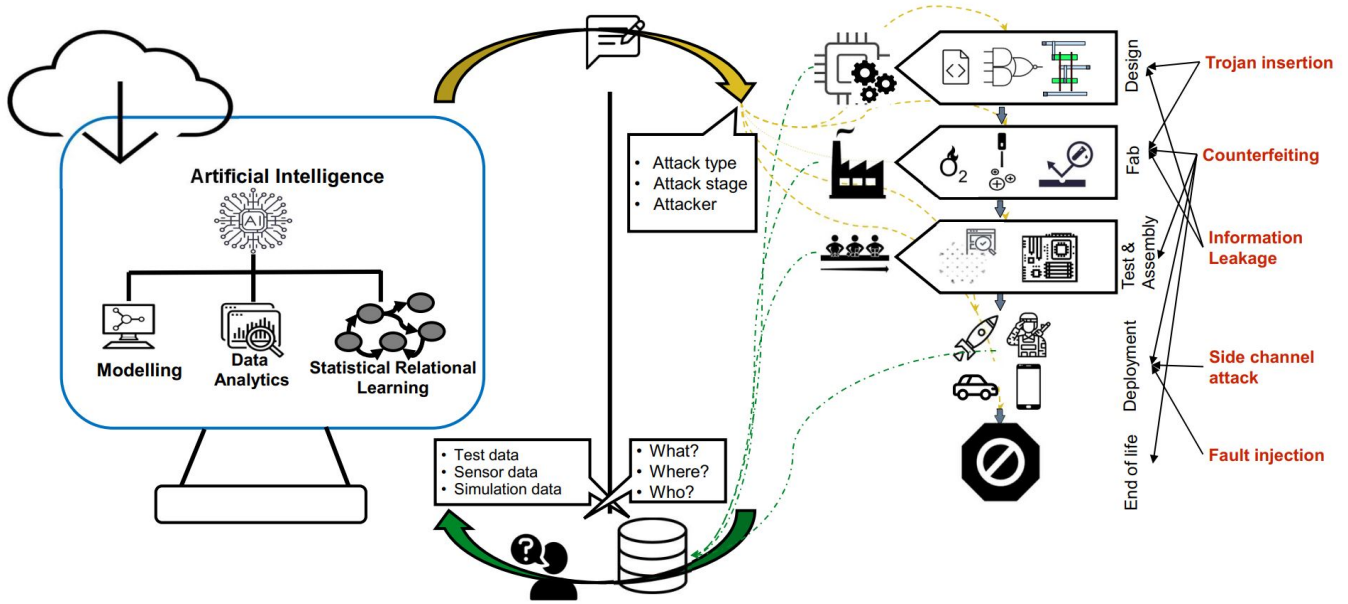 Artificial Intelligence
AI
Modelling
Data
Analytics
Statistical Relational
Learning
• Attack type
• Attack stage
• Attacker
• Test data
• Sensor data
• Simulation data
• What?
• Where?
• Who?
?
<>
O2
Design
Fab
Test &
Assembly
Deployment
End of life
Trojan insertion
Counterfeiting
Information
Leakage
Side channel
attack
Fault injection